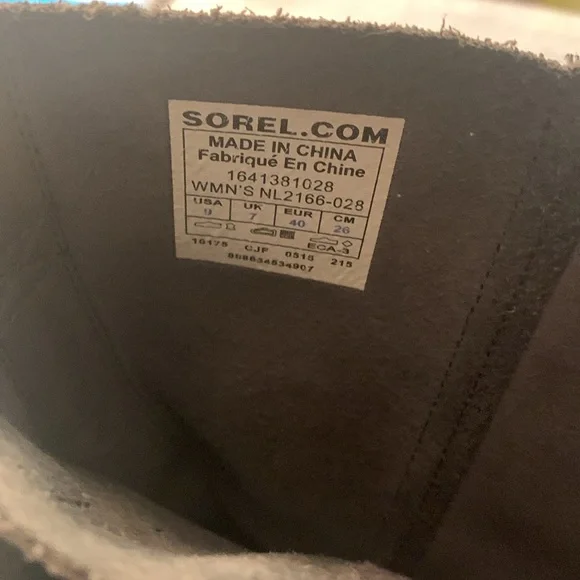 SOREL.COM
MADE IN CHINA
Fabriqué En Chine
1641381028
WMN'S NL2166-028
USA UK EUR CM
9 7 40 26
ECA-3
16175 CJF 0515 215